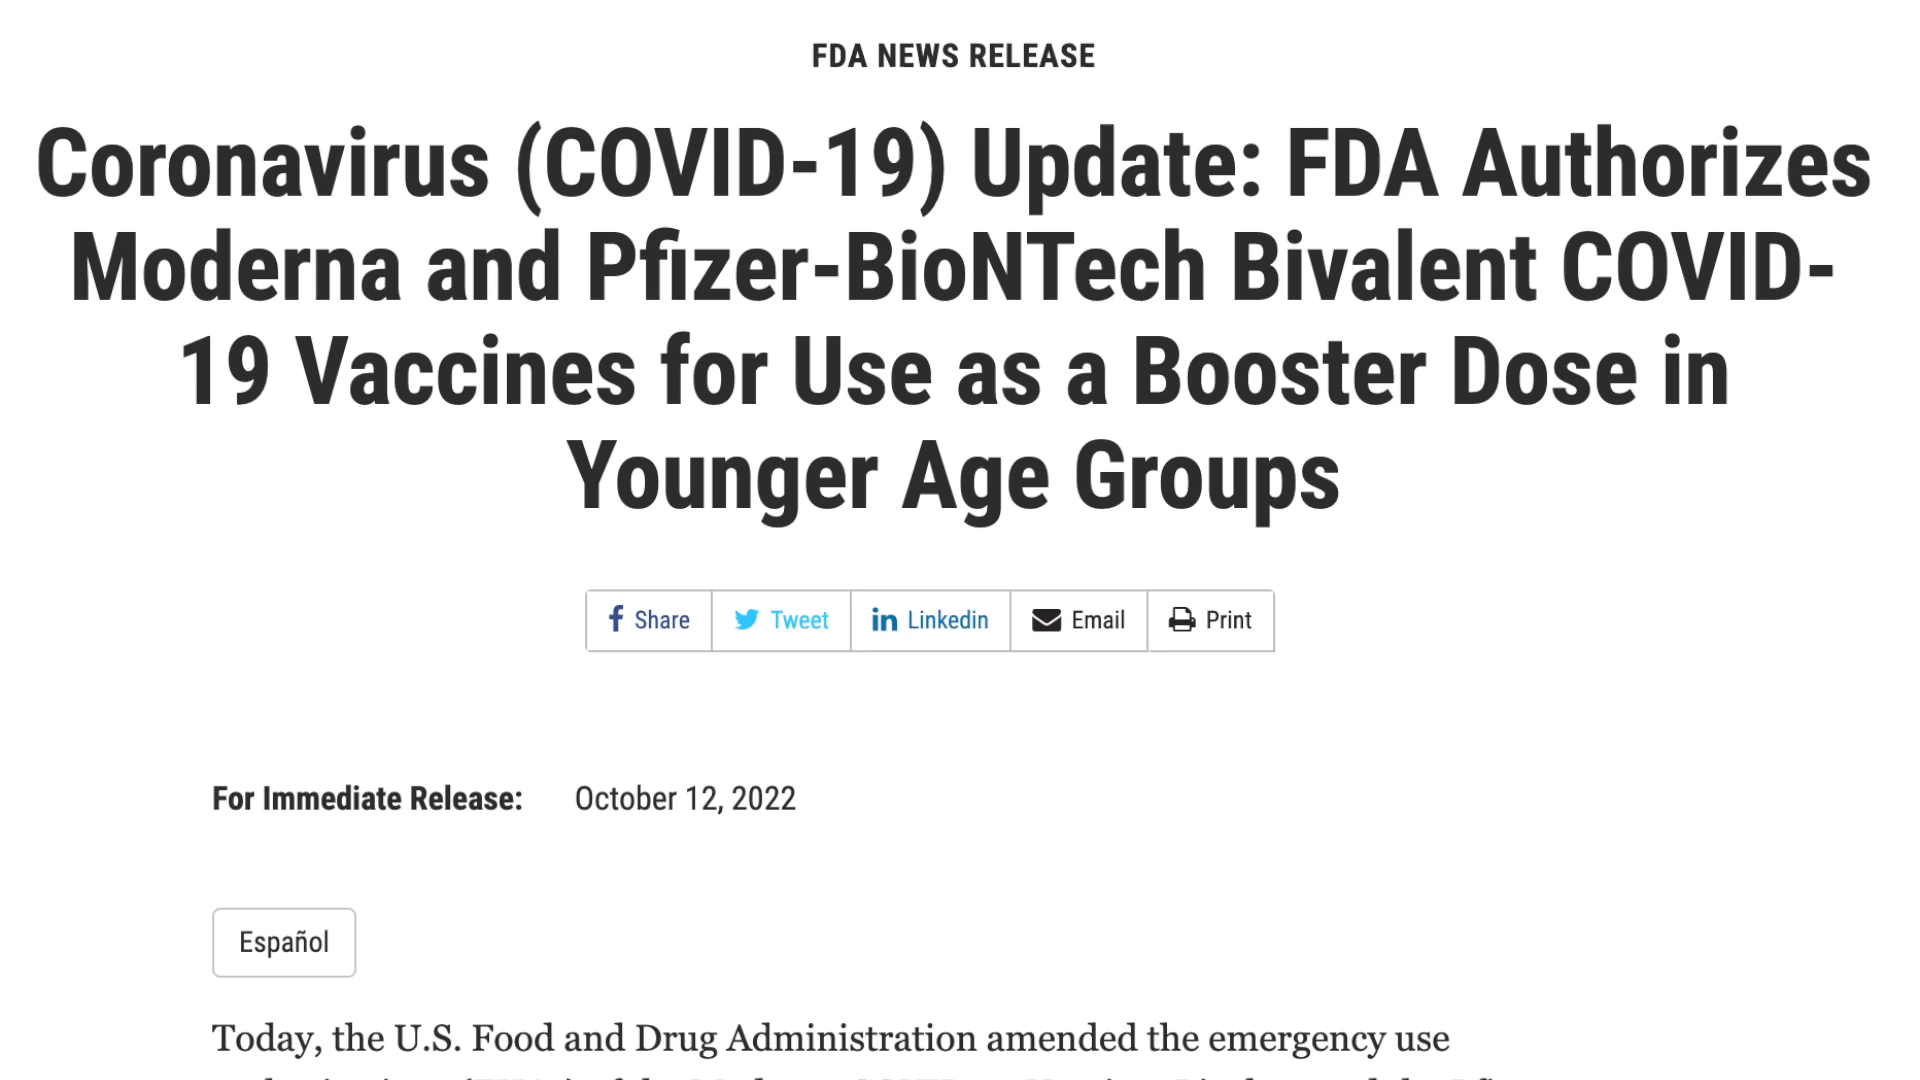 FDA NEWS RELEASE
Coronavirus (COVID-19) Update: FDA Authorizes
Moderna and Pfizer-BioNTech Bivalent COVID-
19 Vaccines for Use as a Booster Dose in
Younger Age Groups
Share Tweet Linkedin Email Print
For Immediate Release: October 12, 2022
Español
Today, the U.S. Food and Drug Administration amended the emergency use